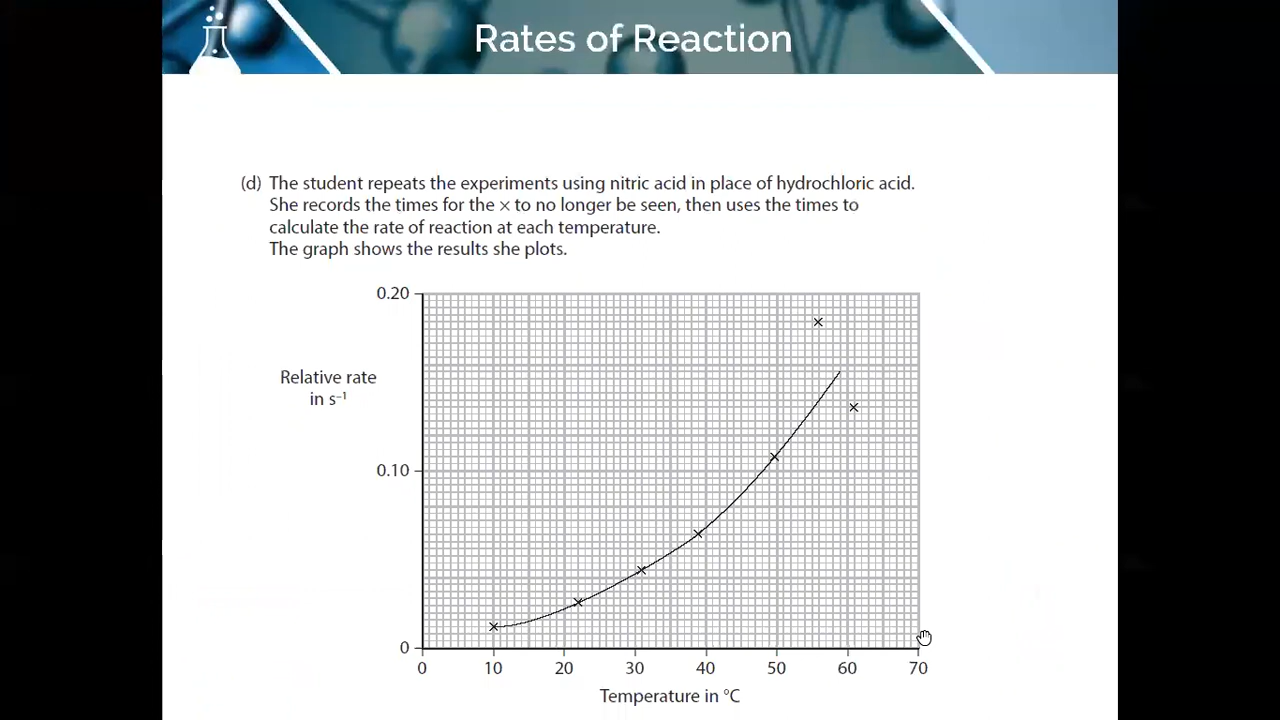 Rates of Reaction
(d) The student repeats the experiments using nitric acid in place of hydrochloric acid.
She records the times for the × to no longer be seen, then uses the times to
calculate the rate of reaction at each temperature.
The graph shows the results she plots.
0.20
Relative rate
in s⁻¹
0.10
0
0 10 20 30 40 50 60 70
Temperature in °C